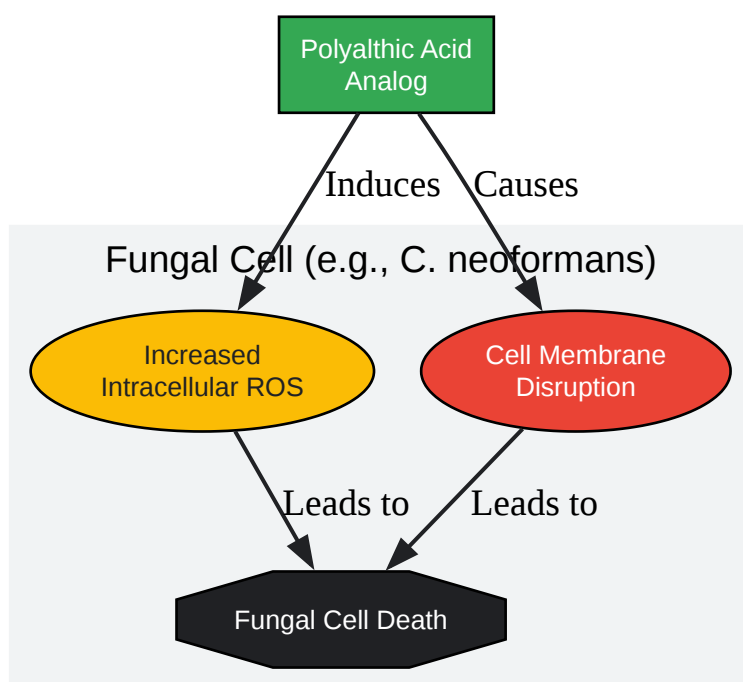 Polyalthic Acid
Analog
Induces
Causes
Fungal Cell (e.g., C. neoformans)
Increased
Intracellular ROS
Cell Membrane
Disruption
Leads to
Leads to
Fungal Cell Death